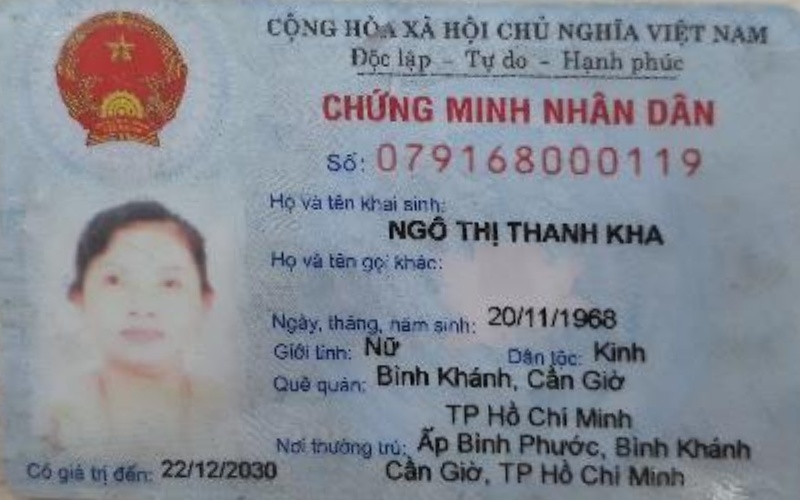 CỘNG HÒA XÃ HỘI CHỦ NGHĨA VIỆT NAM
Độc lập - Tự do - Hạnh phúc
CHỨNG MINH NHÂN DÂN
Số: 079168000119
Họ và tên khai sinh:
NGÔ THỊ THANH KHA
Họ và tên gọi khác:
Ngày, tháng, năm sinh: 20/11/1968
Giới tính: Nữ Dân tộc: Kinh
Quê quán: Bình Khánh, Cần Giờ
TP Hồ Chí Minh
Nơi thường trú: Ấp Bình Phước, Bình Khánh
Cần Giờ, TP Hồ Chí Minh
Có giá trị đến: 22/12/2030